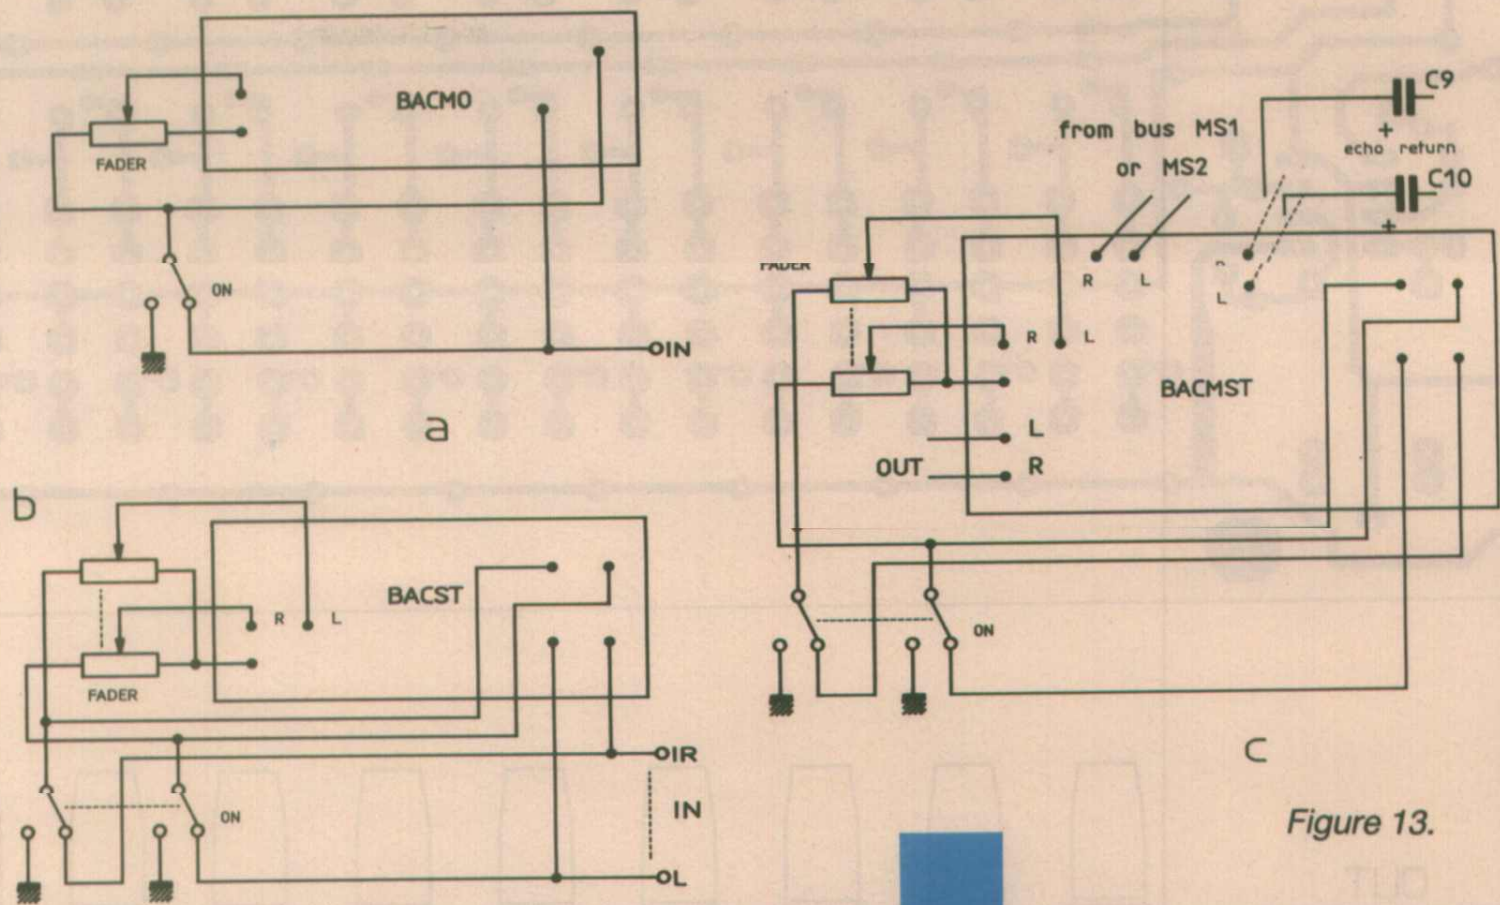 BACMO
FADER
ON
IN
a
b
BACST
R L
FADER
ON
IR
IN
L
from bus MS1
or MS2
C9
+
echo return
C10
+
R L
FADER
L
R L
BACMST
L
OUT R
ON
c
Figure 13.